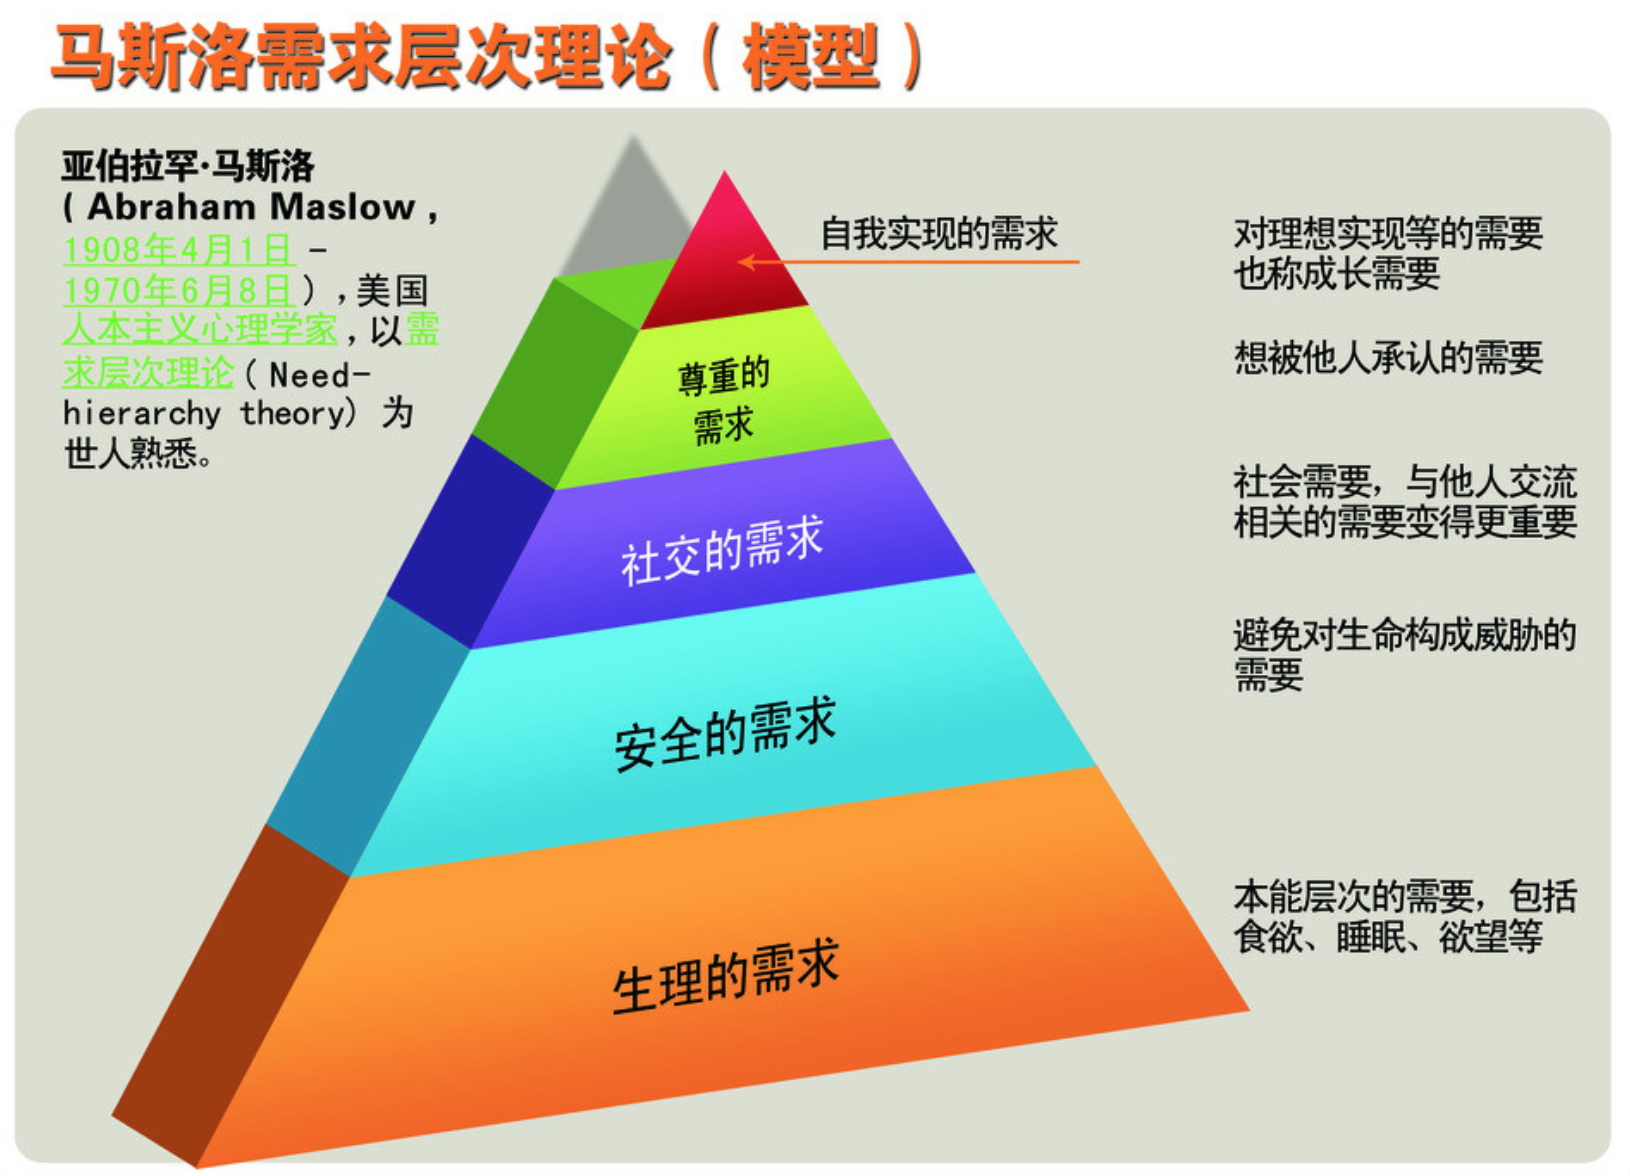 马斯洛需求层次理论（模型）
亚伯拉罕·马斯洛
（Abraham Maslow，
1908年4月1日－
1970年6月8日），美国
人本主义心理学家，以需
求层次理论（Need-
hierarchy theory）为
世人熟悉。
自我实现的需求
对理想实现等的需要
也称成长需要
尊重的
需求
想被他人承认的需要
社交的需求
社会需要，与他人交流
相关的需要变得更重要
安全的需求
避免对生命构成威胁的
需要
生理的需求
本能层次的需要，包括
食欲、睡眠、欲望等